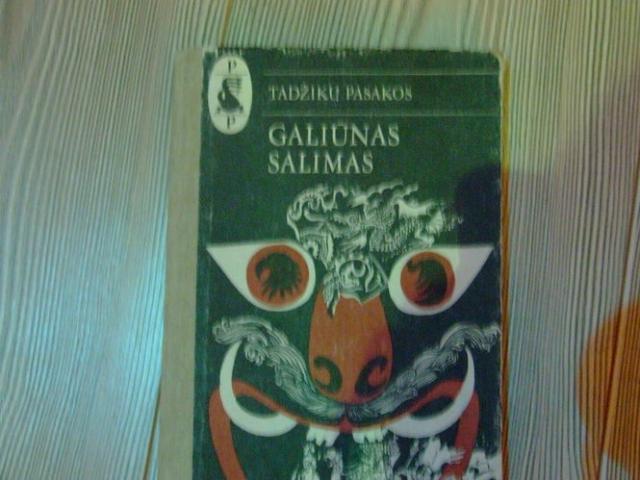 P
P
TADŽIKŲ PASAKOS
GALIŪNAS
SALIMAS